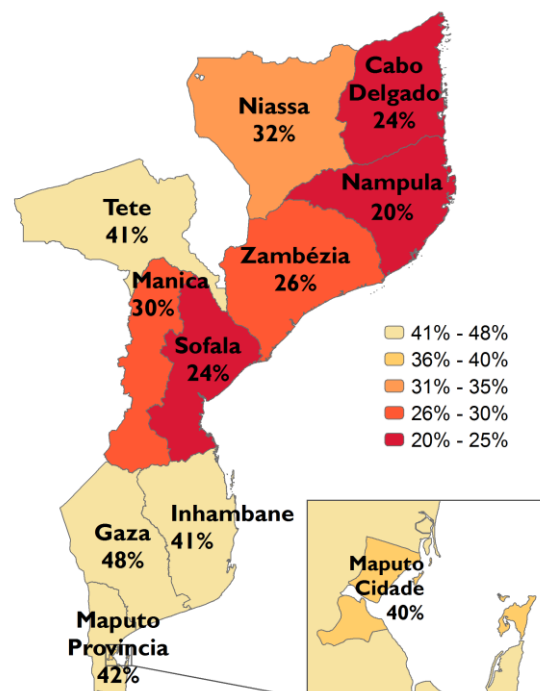 Cabo
Delgado
24%
Niassa
32%
Nampula
20%
Tete
41%
Zambézia
26%
Manica
30%
Sofala
24%
41% - 48%
36% - 40%
31% - 35%
26% - 30%
20% - 25%
Inhambane
41%
Gaza
48%
Maputo
Cidade
40%
Maputo
Provincia
42%